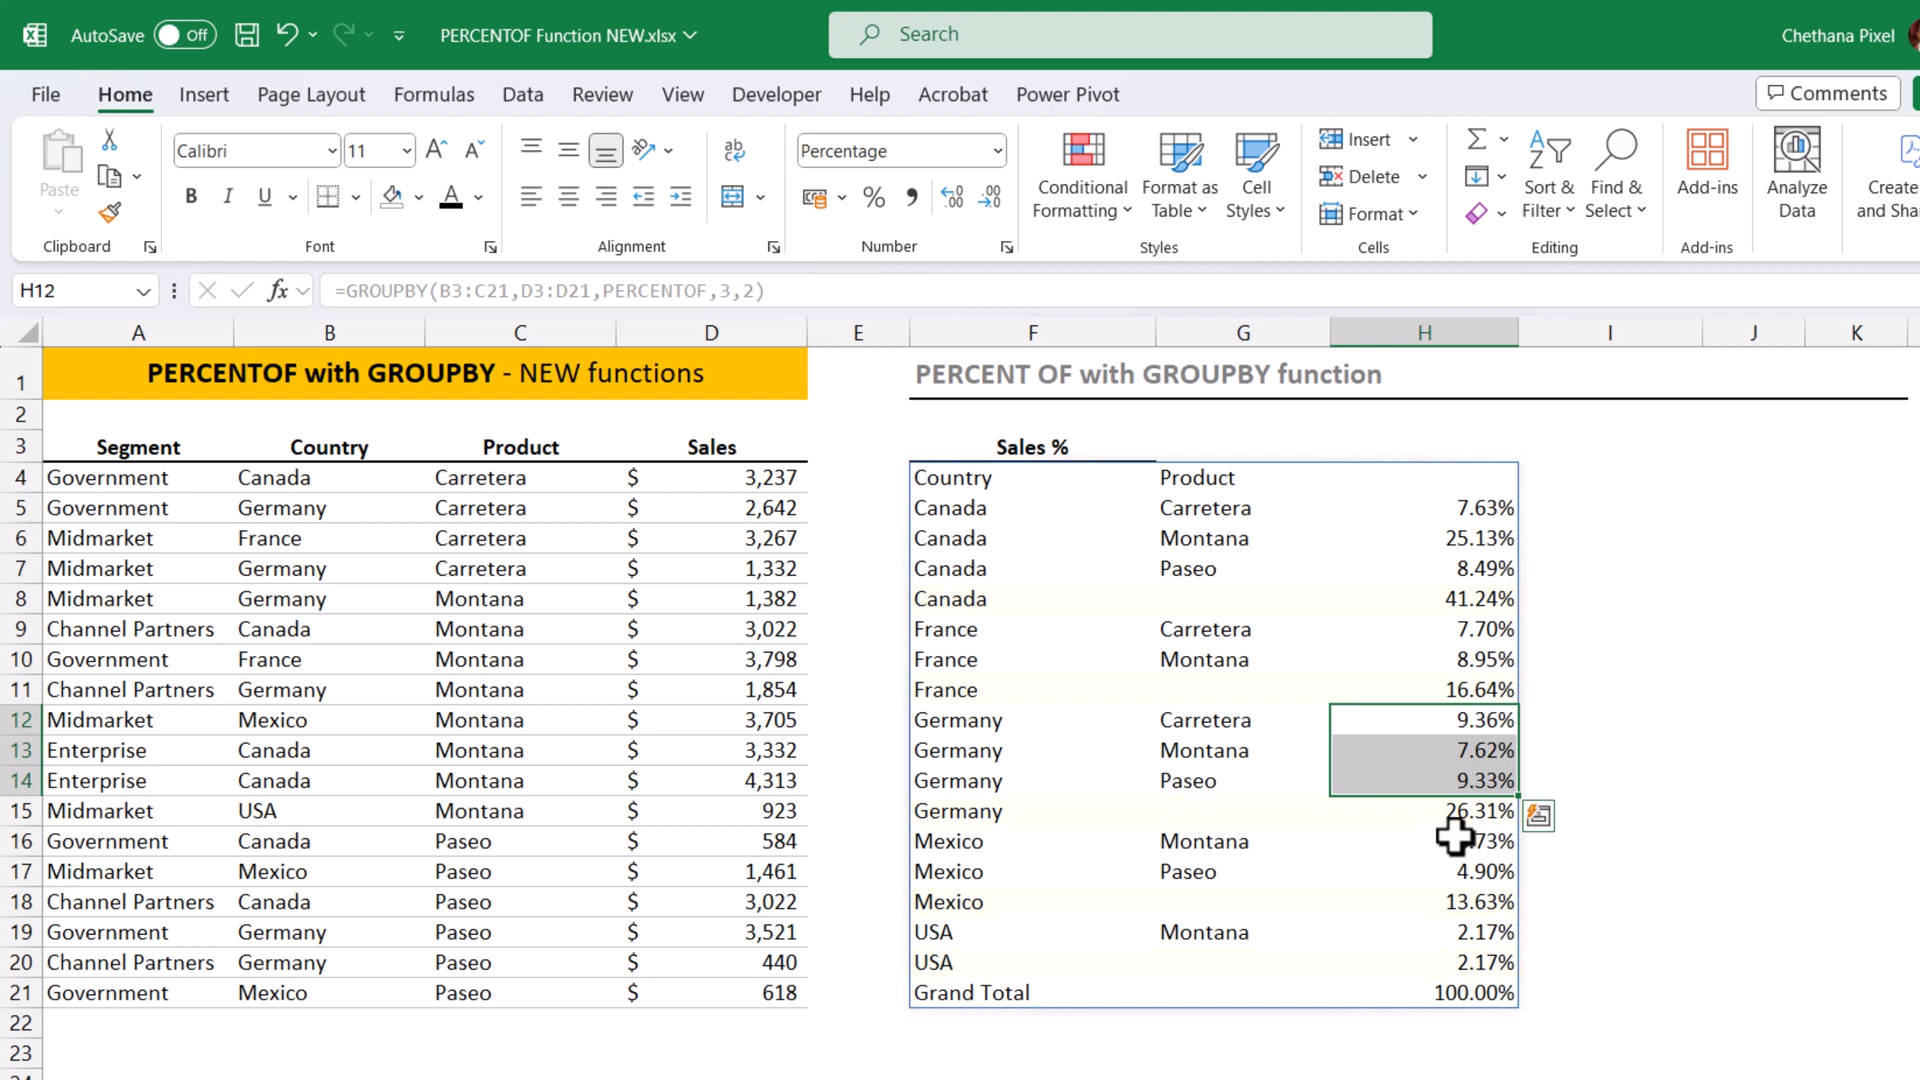 AutoSave Off PERCENTOF Function NEW.xlsx Search Chethana Pixel
File Home Insert Page Layout Formulas Data Review View Developer Help Acrobat Power Pivot Comments
Paste Calibri 11 Percentage Conditional Formatting Format as Table Cell Styles Insert Delete Format Sort & Filter Find & Select Add-ins Analyze Data Create and Sha
B I U
Clipboard Font Alignment Number Styles Cells Editing Add-ins
H12 fx =GROUPBY(B3:C21,D3:D21,PERCENTOF,3,2)
A B C D E F G H I J K
1 PERCENTOF with GROUPBY - NEW functions PERCENT OF with GROUPBY function
2
3 Segment Country Product Sales Sales %
4 Government Canada Carretera $ 3,237 Country Product
5 Government Germany Carretera $ 2,642 Canada Carretera 7.63%
6 Midmarket France Carretera $ 3,267 Canada Montana 25.13%
7 Midmarket Germany Carretera $ 1,332 Canada Paseo 8.49%
8 Midmarket Germany Montana $ 1,382 Canada 41.24%
9 Channel Partners Canada Montana $ 3,022 France Carretera 7.70%
10 Government France Montana $ 3,798 France Montana 8.95%
11 Channel Partners Germany Montana $ 1,854 France 16.64%
12 Midmarket Mexico Montana $ 3,705 Germany Carretera 9.36%
13 Enterprise Canada Montana $ 3,332 Germany Montana 7.62%
14 Enterprise Canada Montana $ 4,313 Germany Paseo 9.33%
15 Midmarket USA Montana $ 923 Germany 26.31%
16 Government Canada Paseo $ 584 Mexico Montana 73%
17 Midmarket Mexico Paseo $ 1,461 Mexico Paseo 4.90%
18 Channel Partners Canada Paseo $ 3,022 Mexico 13.63%
19 Government Germany Paseo $ 3,521 USA Montana 2.17%
20 Channel Partners Germany Paseo $ 440 USA 2.17%
21 Government Mexico Paseo $ 618 Grand Total 100.00%
22
23